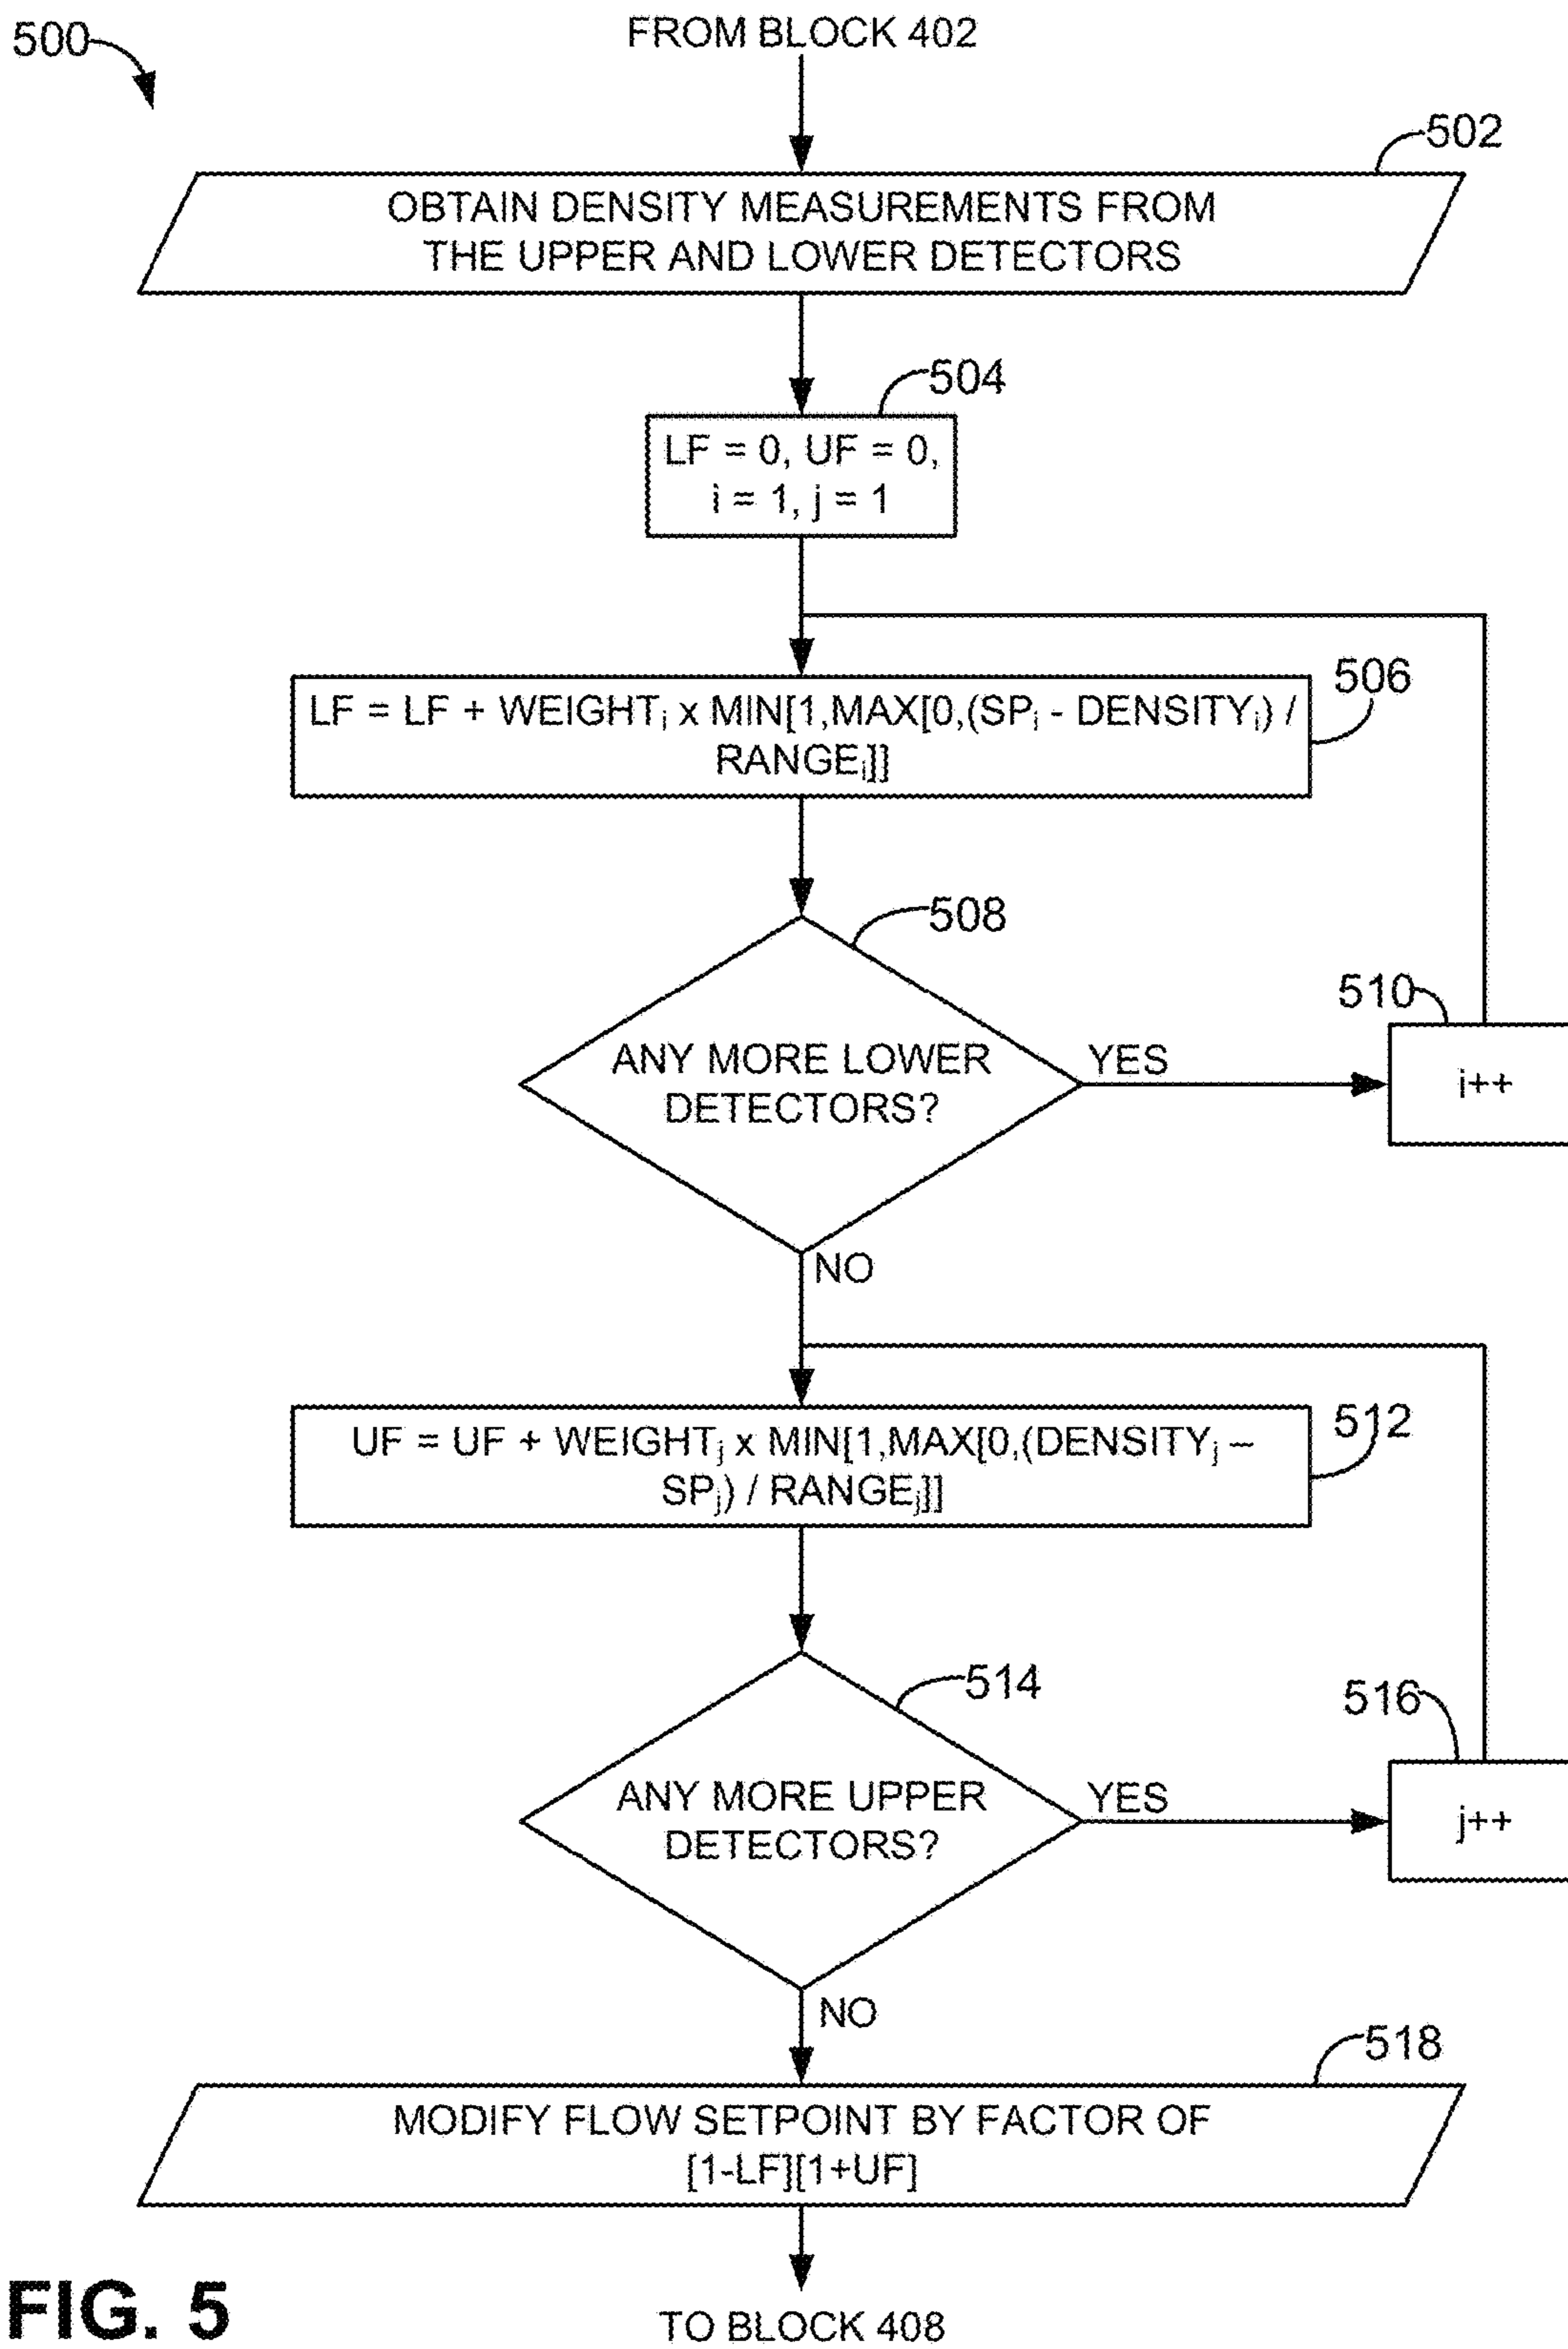 500
FROM BLOCK 402
502
OBTAIN DENSITY MEASUREMENTS FROM
THE UPPER AND LOWER DETECTORS
504
LF = 0, UF = 0,
i = 1, j = 1
506
LF = LF + WEIGHTi x MIN[1,MAX[0,(SPi - DENSITYi) /
RANGEi]]
508
ANY MORE LOWER
DETECTORS?
YES
510
i++
NO
512
UF = UF + WEIGHTj x MIN[1,MAX[0,(DENSITYj –
SPj) / RANGEj]]
514
ANY MORE UPPER
DETECTORS?
YES
516
j++
NO
518
MODIFY FLOW SETPOINT BY FACTOR OF
[1-LF][1+UF]
FIG. 5
TO BLOCK 408